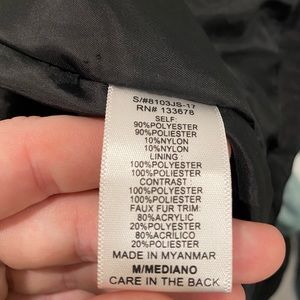 S/#8103JS-17
RN# 133678
SELF:
90%POLYESTER
90%POLIESTER
10%NYLON
10%NYLON
LINING :
100%POLYESTER
100%POLIESTER
CONTRAST :
100%POLYESTER
100%POLIESTER
FAUX FUR TRIM:
80%ACRYLIC
20%POLYESTER
80%ACRILICO
20%POLIESTER
MADE IN MYANMAR
M/MEDIANO
CARE IN THE BACK